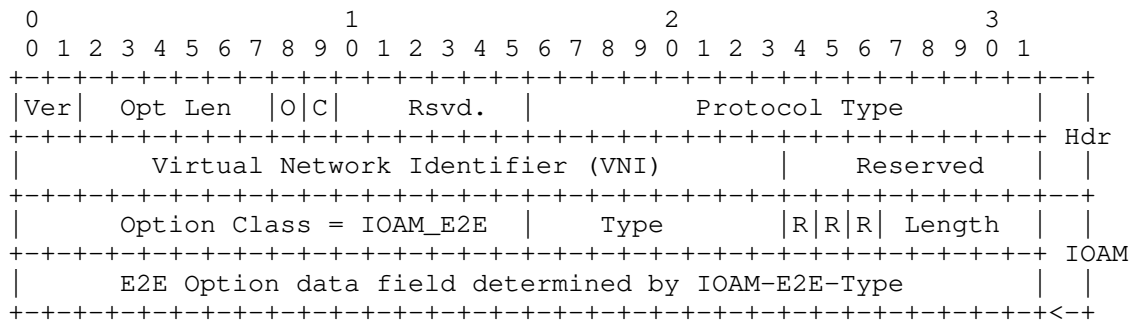 0                   1                   2                   3
 0 1 2 3 4 5 6 7 8 9 0 1 2 3 4 5 6 7 8 9 0 1 2 3 4 5 6 7 8 9 0 1
+-+-+-+-+-+-+-+-+-+-+-+-+-+-+-+-+-+-+-+-+-+-+-+-+-+-+-+-+-+-+-+-+--+
|Ver|  Opt Len  |O|C|    Rsvd.  |          Protocol Type        |  |
+-+-+-+-+-+-+-+-+-+-+-+-+-+-+-+-+-+-+-+-+-+-+-+-+-+-+-+-+-+-+-+-+ Hdr
|        Virtual Network Identifier (VNI)       |    Reserved   |  |
+-+-+-+-+-+-+-+-+-+-+-+-+-+-+-+-+-+-+-+-+-+-+-+-+-+-+-+-+-+-+-+-+--+
|      Option Class = IOAM_E2E  |    Type       |R|R|R| Length  |  |
+-+-+-+-+-+-+-+-+-+-+-+-+-+-+-+-+-+-+-+-+-+-+-+-+-+-+-+-+-+-+-+-+ IOAM
|      E2E Option data field determined by IOAM-E2E-Type        |  |
+-+-+-+-+-+-+-+-+-+-+-+-+-+-+-+-+-+-+-+-+-+-+-+-+-+-+-+-+-+-+-+-+<-+